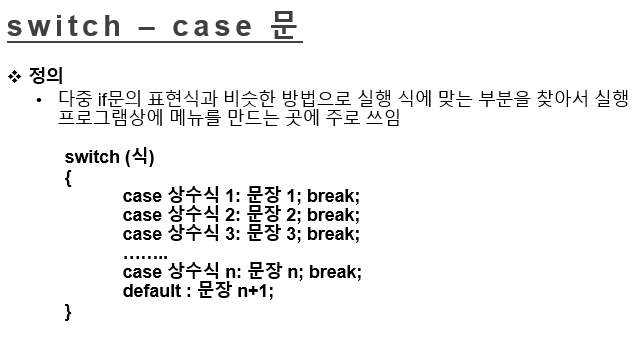 switch – case 문
❖ 정의
• 다중 if문의 표현식과 비슷한 방법으로 실행 식에 맞는 부분을 찾아서 실행
프로그램상에 메뉴를 만드는 곳에 주로 쓰임
switch (식)
{
case 상수식 1: 문장 1; break;
case 상수식 2: 문장 2; break;
case 상수식 3: 문장 3; break;
……..
case 상수식 n: 문장 n; break;
default : 문장 n+1;
}